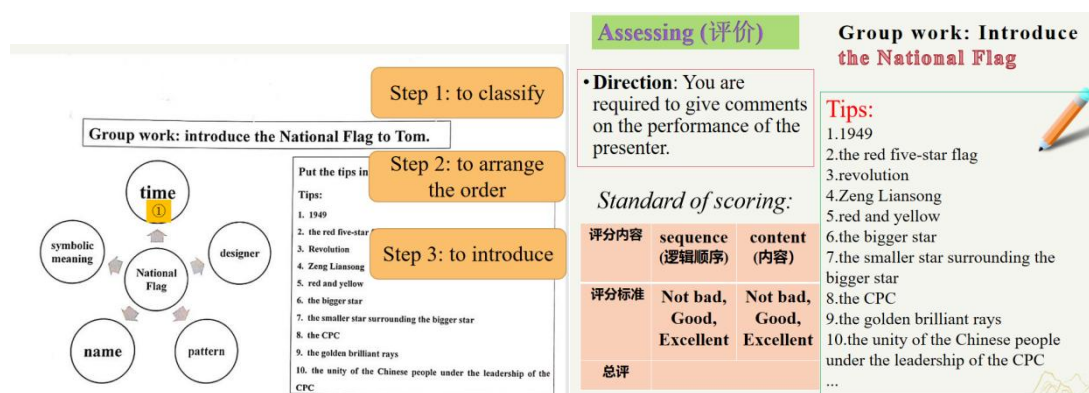 Step 1: to classify
Group work: introduce the National Flag to Tom.
Step 2: to arrange
the order
Step 3: to introduce
time
①
symbolic
meaning
designer
National
Flag
name
pattern
Put the tips in
Tips:
1. 1949
2. the red five-star
3. Revolution
4. Zeng Liansong
5. red and yellow
6. the bigger star
7. the smaller star surrounding the bigger star
8. the CPC
9. the golden brilliant rays
10. the unity of the Chinese people under the leadership of the
CPC
Assessing (评价)
• Direction: You are
required to give comments
on the performance of the
presenter.
Standard of scoring:
评分内容 sequence content
(逻辑顺序) (内容)
评分标准 Not bad, Not bad,
Good, Good,
Excellent Excellent
总评
Group work: Introduce
the National Flag
Tips:
1.1949
2.the red five-star flag
3.revolution
4.Zeng Liansong
5.red and yellow
6.the bigger star
7.the smaller star surrounding the
bigger star
8.the CPC
9.the golden brilliant rays
10.the unity of the Chinese people
under the leadership of the CPC
...